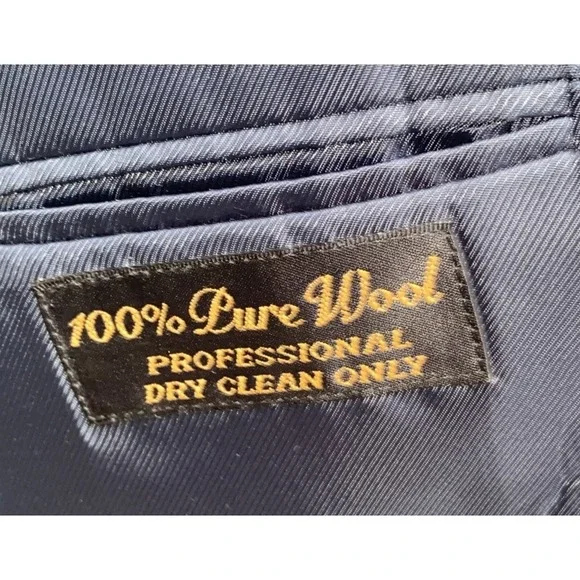 100% Pure Wool
PROFESSIONAL
DRY CLEAN ONLY